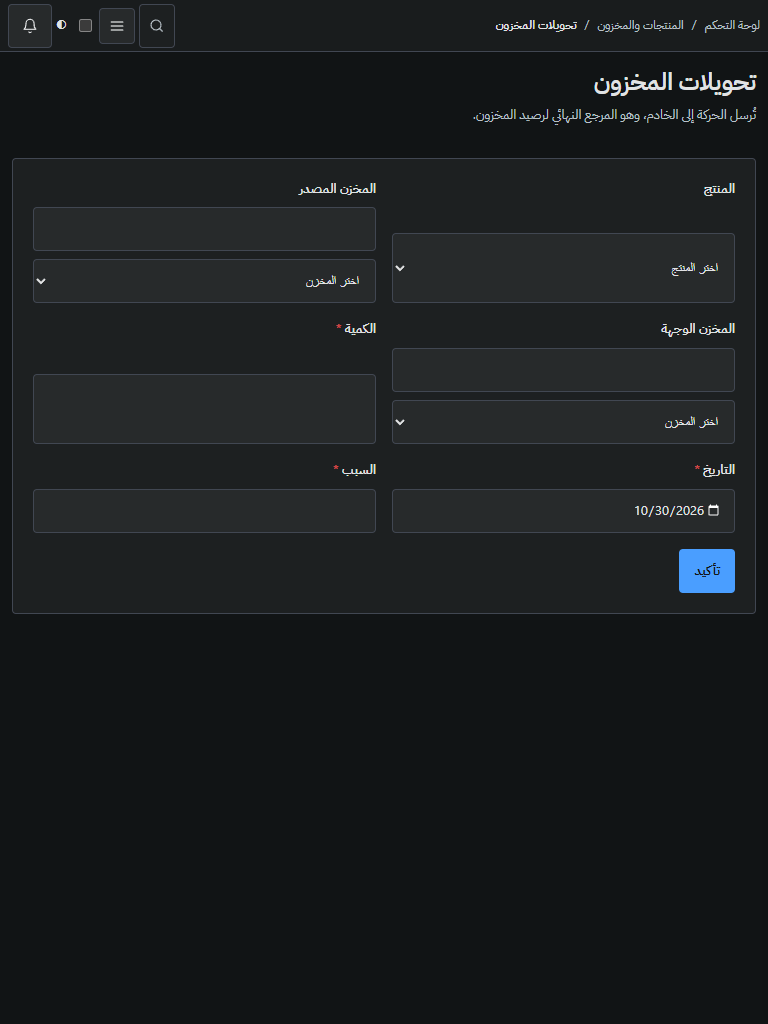 لوحة التحكم / المنتجات والمخزون / تحويلات المخزون
تحويلات المخزون
تُرسل الحركة إلى الخادم، وهو المرجع النهائي لرصيد المخزون.
المنتج
اختر المنتج
المخزن المصدر
اختر المخزن
المخزن الوجهة
اختر المخزن
الكمية *
التاريخ *
10/30/2026
السبب *
تأكيد